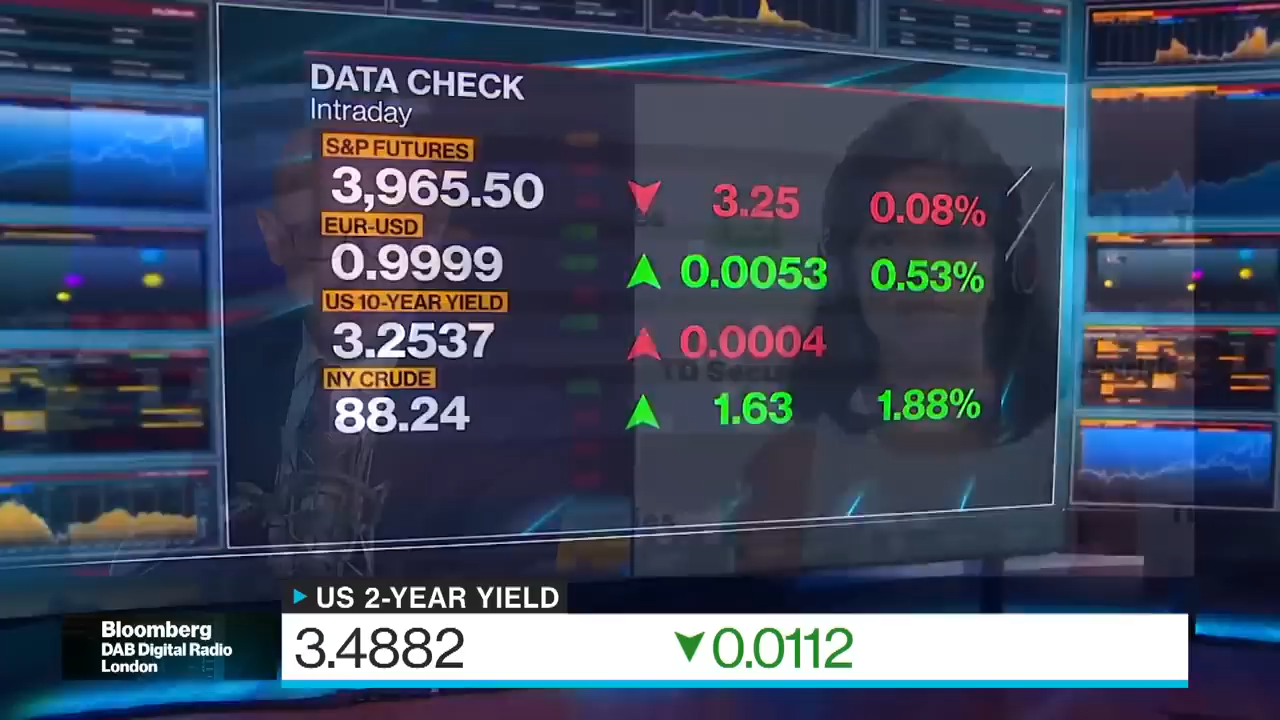 DATA CHECK
Intraday
S&P FUTURES
3,965.50 3.25 0.08%
EUR-USD
0.9999 0.0053 0.53%
US 10-YEAR YIELD
3.2537 0.0004
NY CRUDE
88.24 1.63 1.88%
US 2-YEAR YIELD
3.4882 0.0112
Bloomberg
DAB Digital Radio
London